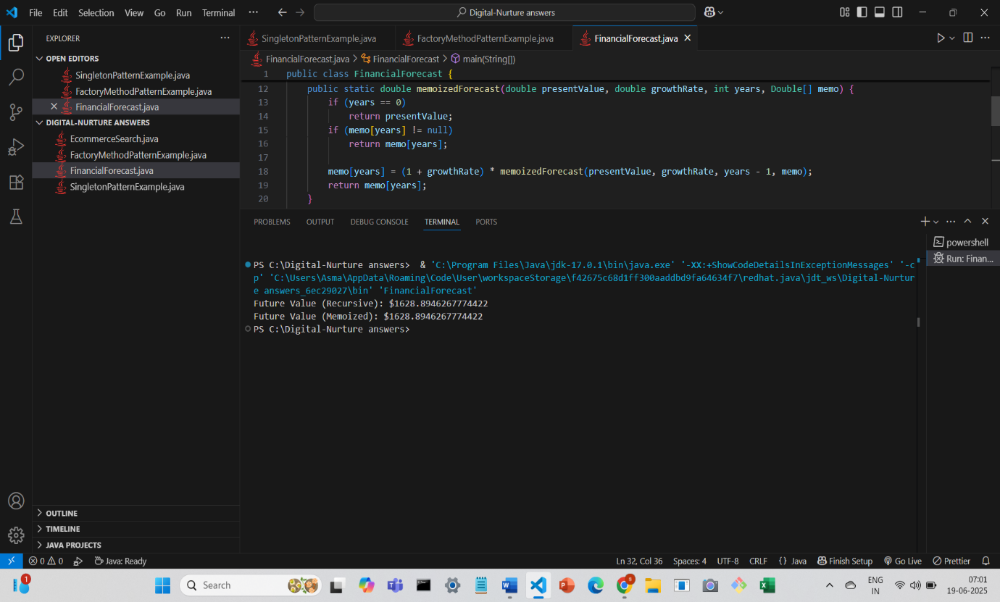 File Edit Selection View Go Run Terminal ··· Digital-Nurture answers
EXPLORER ···
OPEN EDITORS
SingletonPatternExample.java
FactoryMethodPatternExample.java
FinancialForecast.java
DIGITAL-NURTURE ANSWERS
EcommerceSearch.java
FactoryMethodPatternExample.java
FinancialForecast.java
SingletonPatternExample.java
OUTLINE
TIMELINE
JAVA PROJECTS
SingletonPatternExample.java FactoryMethodPatternExample.java FinancialForecast.java
FinancialForecast.java > FinancialForecast > main(String[])
1 public class FinancialForecast {
12 public static double memoizedForecast(double presentValue, double growthRate, int years, Double[] memo) {
13 if (years == 0)
14 return presentValue;
15 if (memo[years] != null)
16 return memo[years];
17
18 memo[years] = (1 + growthRate) * memoizedForecast(presentValue, growthRate, years - 1, memo);
19 return memo[years];
20 }
PROBLEMS OUTPUT DEBUG CONSOLE TERMINAL PORTS
PS C:\Digital-Nurture answers> & 'C:\Program Files\Java\jdk-17.0.1\bin\java.exe' '-XX:+ShowCodeDetailsInExceptionMessages' '-c
p' 'C:\Users\Asma\AppData\Roaming\Code\User\workspaceStorage\f42675c68d1ff300aaddbd9fa64634f7\redhat.java\jdt_ws\Digital-Nurtur
e answers_6ec29027\bin' 'FinancialForecast'
Future Value (Recursive): $1628.8946267774422
Future Value (Memoized): $1628.8946267774422
PS C:\Digital-Nurture answers>
powershell
Run: Finan...
0 0 Java: Ready Ln 32, Col 36 Spaces: 4 UTF-8 CRLF {} Java Finish Setup Go Live Prettier
1 Search ENG
IN
07:01
19-06-2025